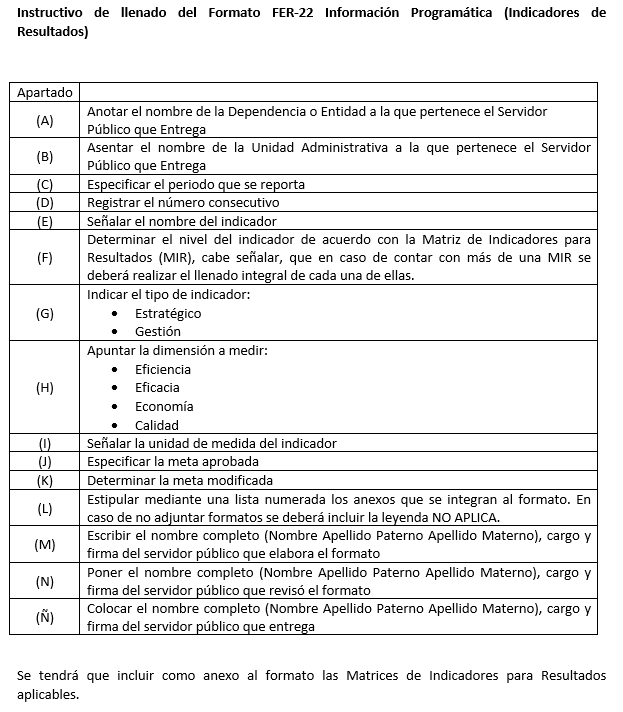 Instructivo de llenado del Formato FER-22 Información Programática (Indicadores de
Resultados)
Apartado
(A)
Anotar el nombre de la Dependencia o Entidad a la que pertenece el Servidor
Público que Entrega
(B)
Asentar el nombre de la Unidad Administrativa a la que pertenece el Servidor
Público que Entrega
(C)
Especificar el periodo que se reporta
(D)
Registrar el número consecutivo
(E)
Señalar el nombre del indicador
(F)
Determinar el nivel del indicador de acuerdo con la Matriz de Indicadores para
Resultados (MIR), cabe señalar, que en caso de contar con más de una MIR se
deberá realizar el llenado integral de cada una de ellas.
(G)
Indicar el tipo de indicador:
• Estratégico
• Gestión
(H)
Apuntar la dimensión a medir:
• Eficiencia
• Eficacia
• Economía
• Calidad
(I)
Señalar la unidad de medida del indicador
(J)
Especificar la meta aprobada
(K)
Determinar la meta modificada
(L)
Estipular mediante una lista numerada los anexos que se integran al formato. En
caso de no adjuntar formatos se deberá incluir la leyenda NO APLICA.
(M)
Escribir el nombre completo (Nombre Apellido Paterno Apellido Materno), cargo y
firma del servidor público que elabora el formato
(N)
Poner el nombre completo (Nombre Apellido Paterno Apellido Materno), cargo y
firma del servidor público que revisó el formato
(Ñ)
Colocar el nombre completo (Nombre Apellido Paterno Apellido Materno), cargo y
firma del servidor público que entrega
Se tendrá que incluir como anexo al formato las Matrices de Indicadores para Resultados
aplicables.